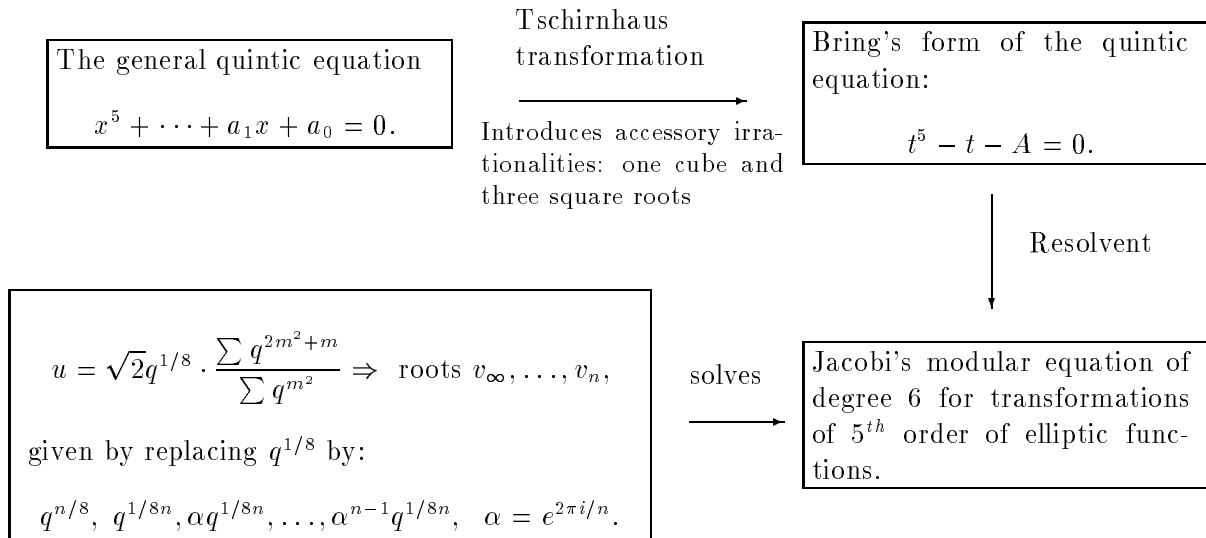 The general quintic equation
x^5 + ··· + a_1x + a_0 = 0.
Tschirnhaus
transformation
Introduces accessory irra-
tionalities: one cube and
three square roots
Bring's form of the quintic
equation:
t^5 − t − A = 0.
Resolvent
u = √2q^{1/8} · \frac{∑ q^{2m^2+m}}{∑ q^{m^2}} ⇒ roots v_∞, ..., v_n,
given by replacing q^{1/8} by:
q^{n/8}, q^{1/8n}, αq^{1/8n}, ..., α^{n−1}q^{1/8n}, α = e^{2πi/n}.
solves
Jacobi's modular equation of
degree 6 for transformations
of 5^{th} order of elliptic func-
tions.